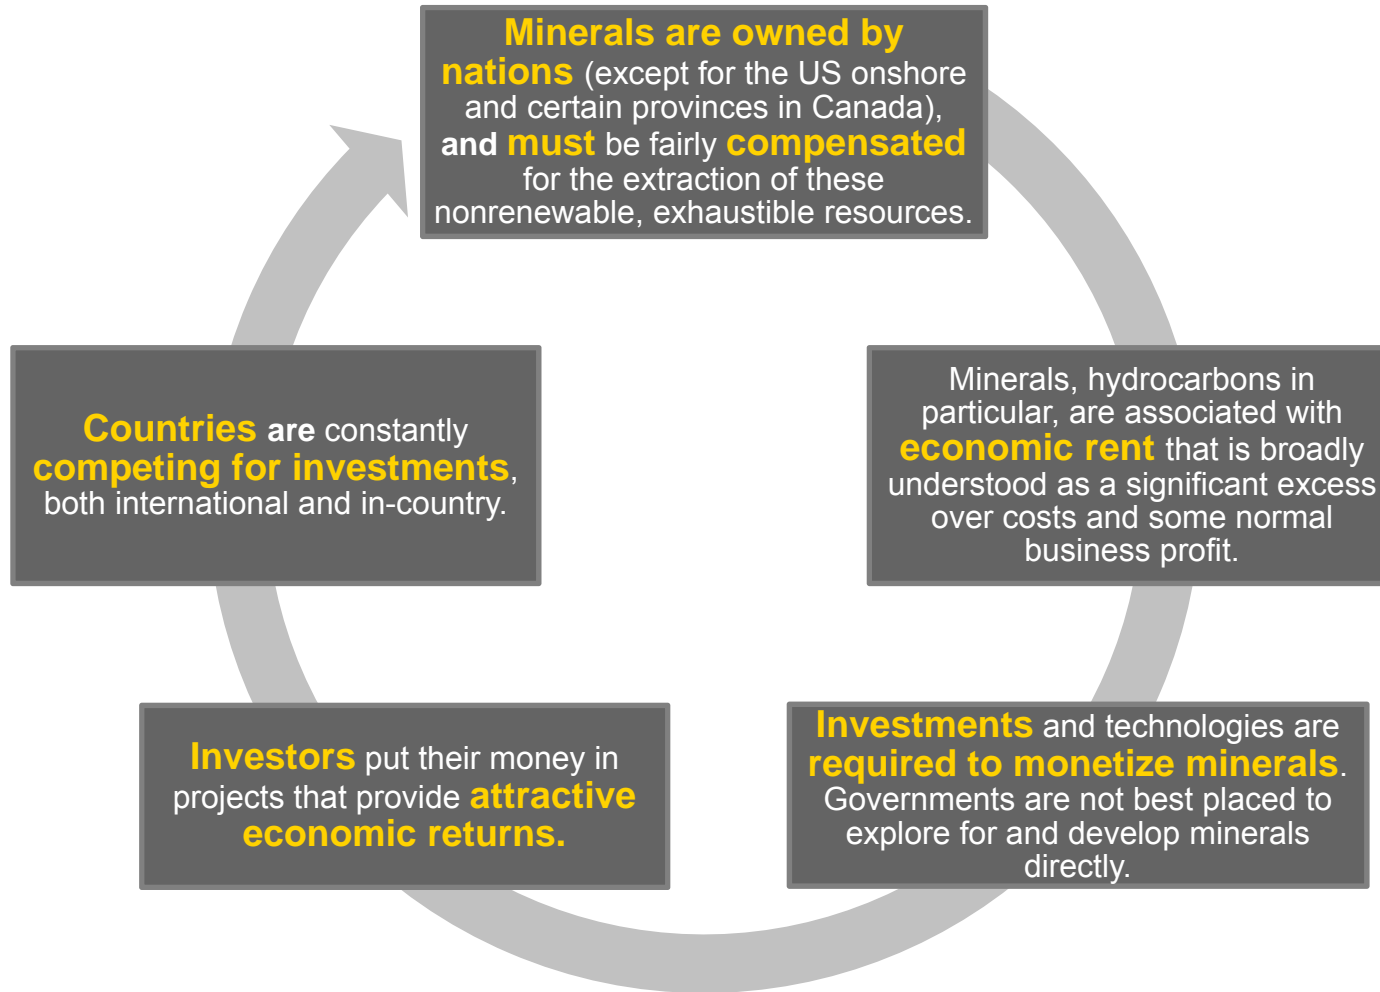 Minerals are owned by
nations (except for the US onshore
and certain provinces in Canada),
and must be fairly compensated
for the extraction of these
nonrenewable, exhaustible resources.
Minerals, hydrocarbons in
particular, are associated with
economic rent that is broadly
understood as a significant excess
over costs and some normal
business profit.
Investments and technologies are
required to monetize minerals.
Governments are not best placed to
explore for and develop minerals
directly.
Investors put their money in
projects that provide attractive
economic returns.
Countries are constantly
competing for investments,
both international and in-country.